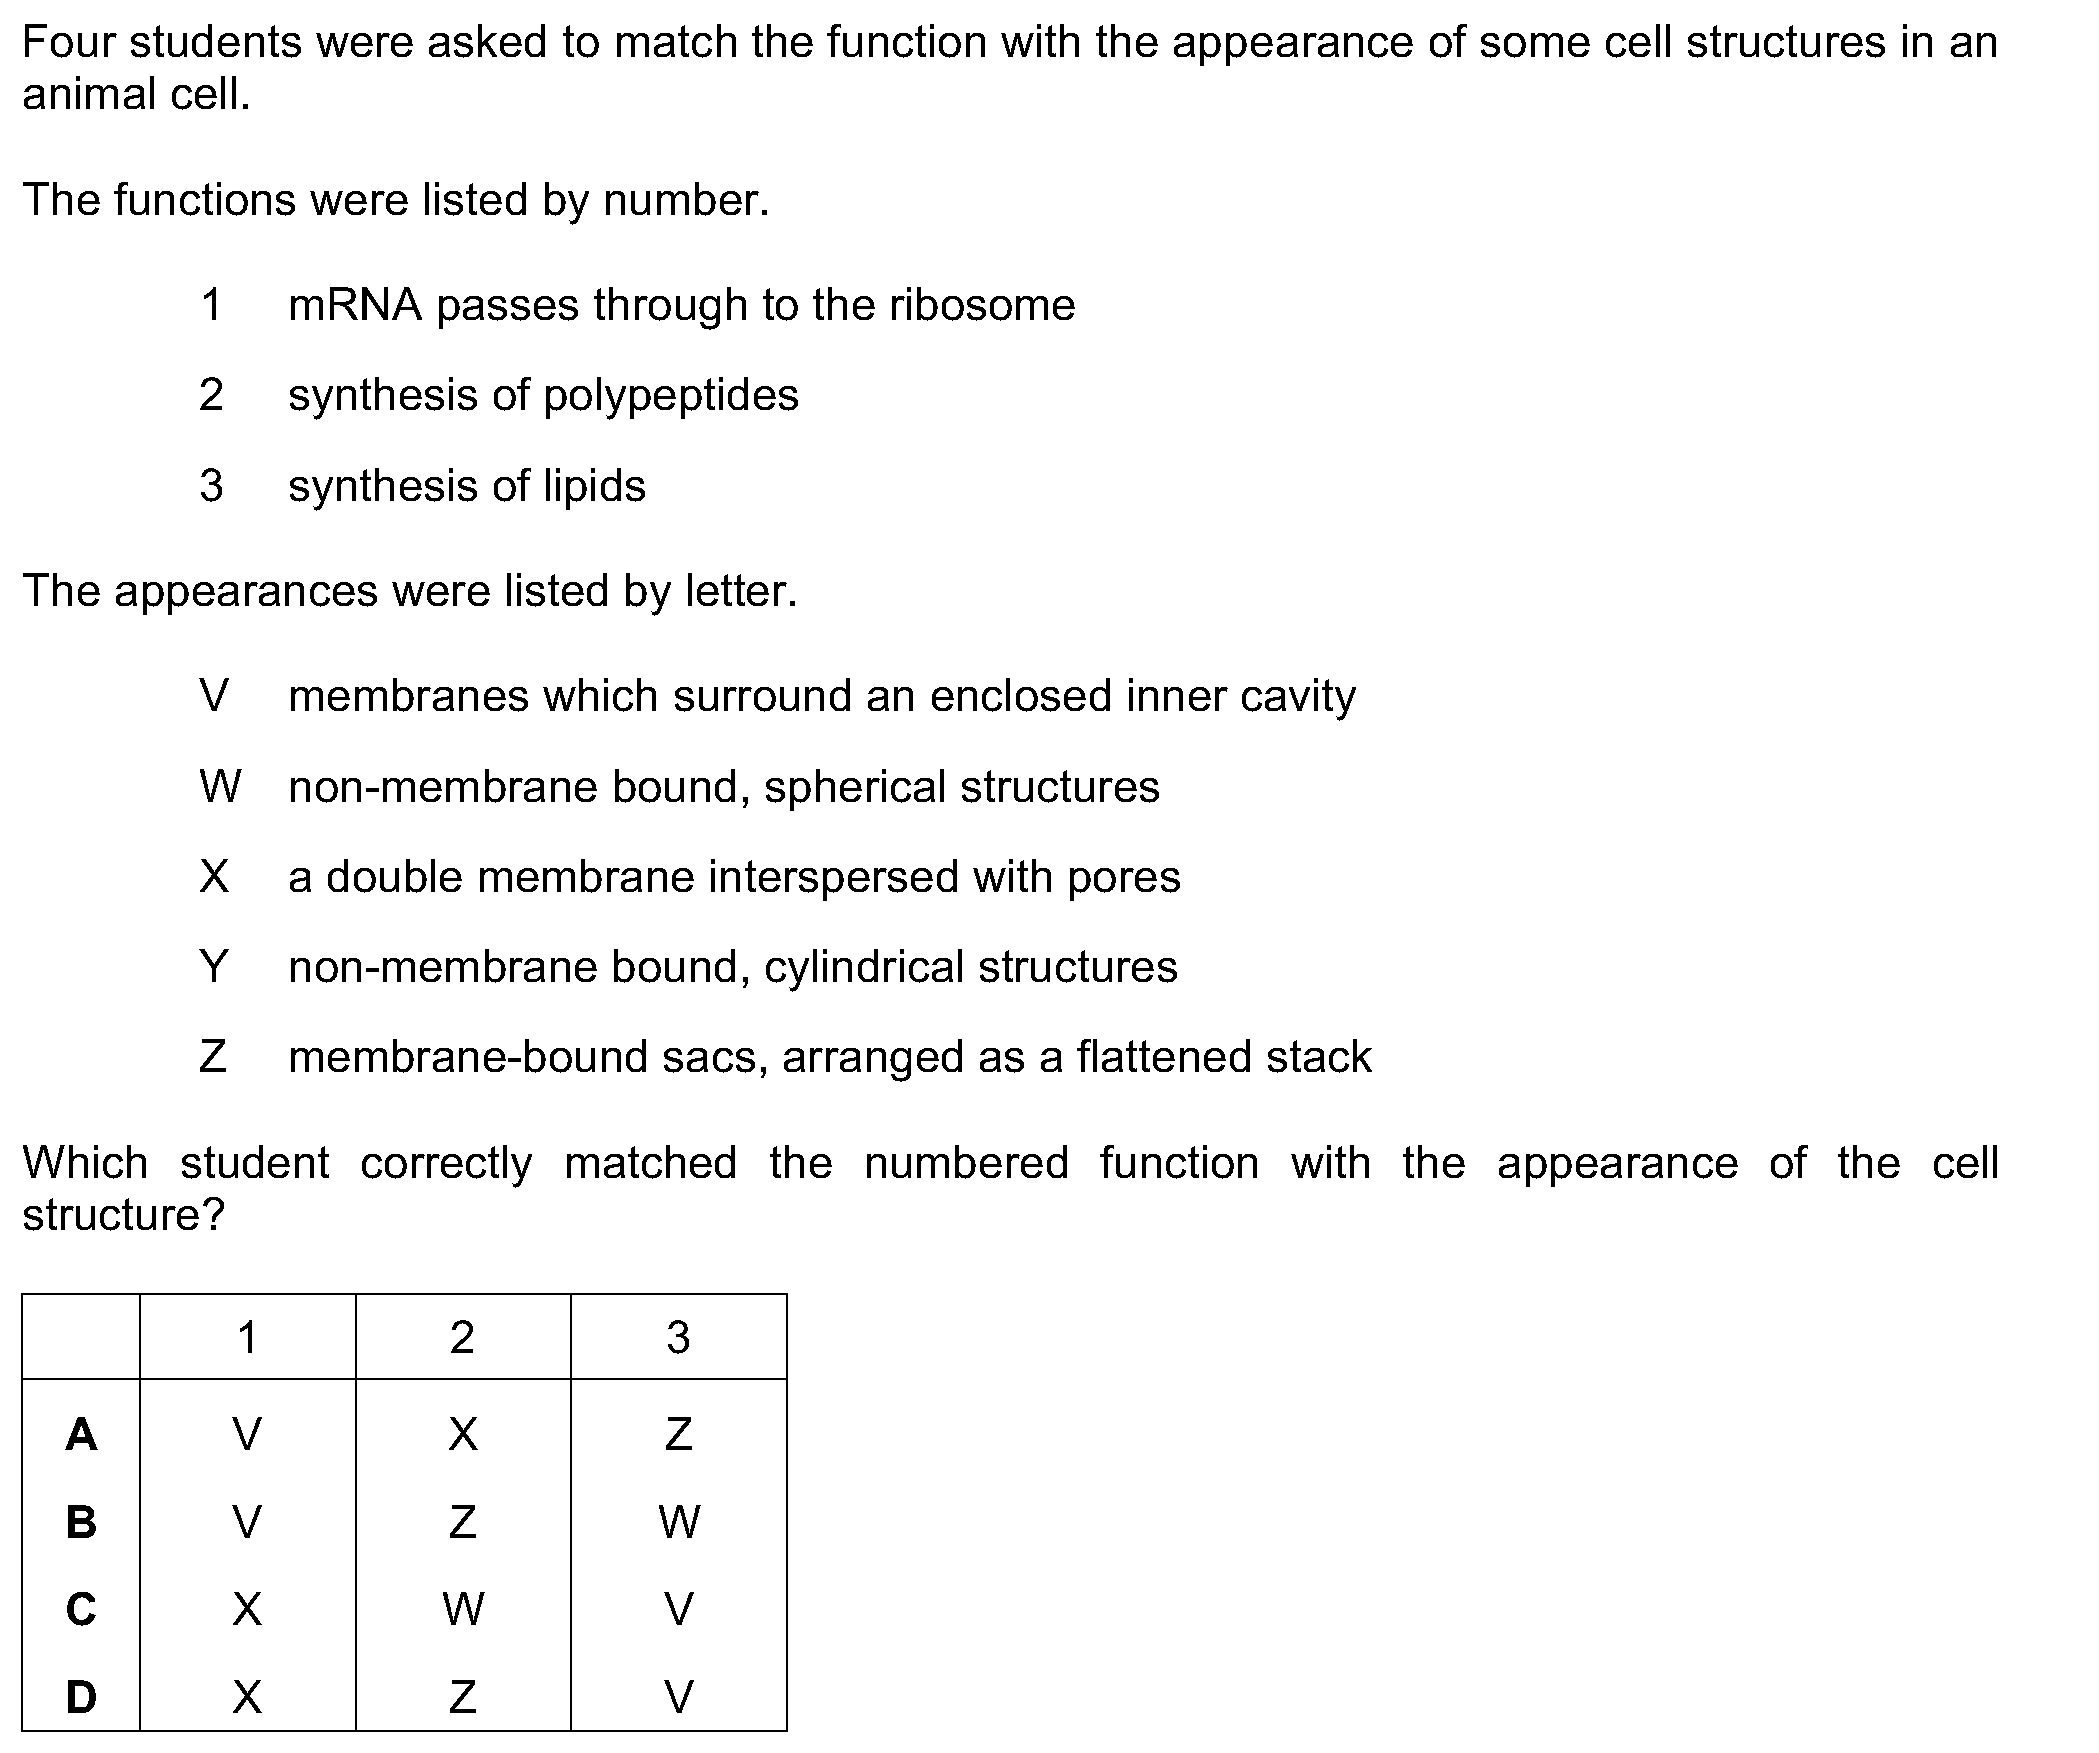 Four students were asked to match the function with the appearance of some cell structures in an
animal cell.
The functions were listed by number.
1 mRNA passes through to the ribosome
2 synthesis of polypeptides
3 synthesis of lipids
The appearances were listed by letter.
V membranes which surround an enclosed inner cavity
W non-membrane bound, spherical structures
X a double membrane interspersed with pores
Y non-membrane bound, cylindrical structures
Z membrane-bound sacs, arranged as a flattened stack
Which student correctly matched the numbered function with the appearance of the cell
structure?
1 2 3
A V X Z
B V Z W
C X W V
D X Z V